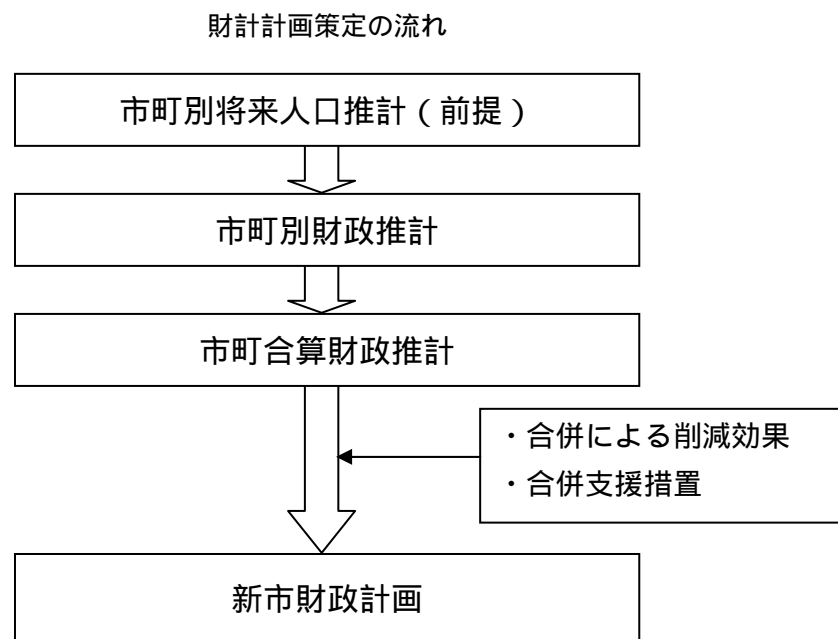 財計計画策定の流れ
市町別将来人口推計（前提）
市町別財政推計
市町合算財政推計
・合併による削減効果
・合併支援措置
新市財政計画